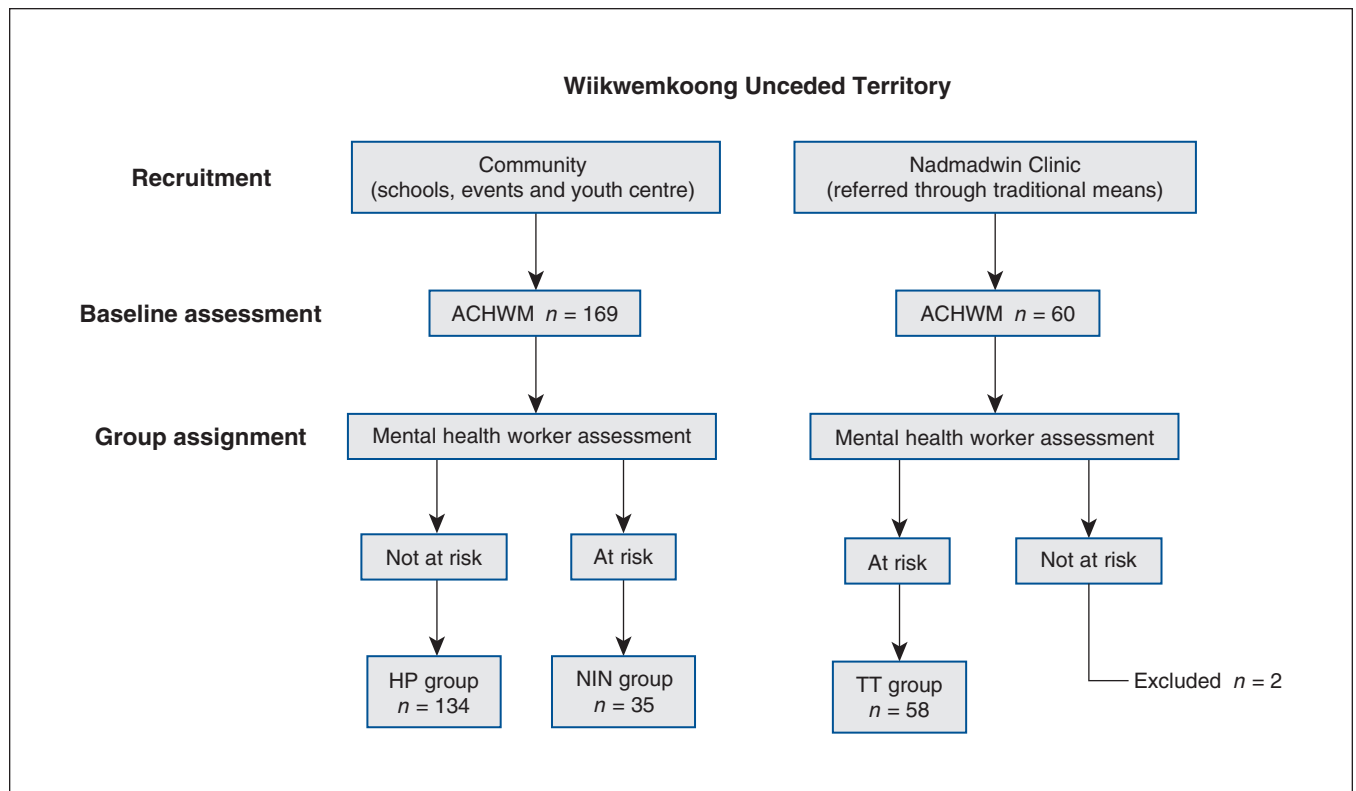 Wiikwemkoong Unceded Territory
Recruitment
Community
(schools, events and youth centre)
Nadmadwin Clinic
(referred through traditional means)
Baseline assessment
ACHWM n = 169
ACHWM n = 60
Group assignment
Mental health worker assessment
Mental health worker assessment
Not at risk
At risk
At risk
Not at risk
HP group
n = 134
NIN group
n = 35
TT group
n = 58
Excluded n = 2